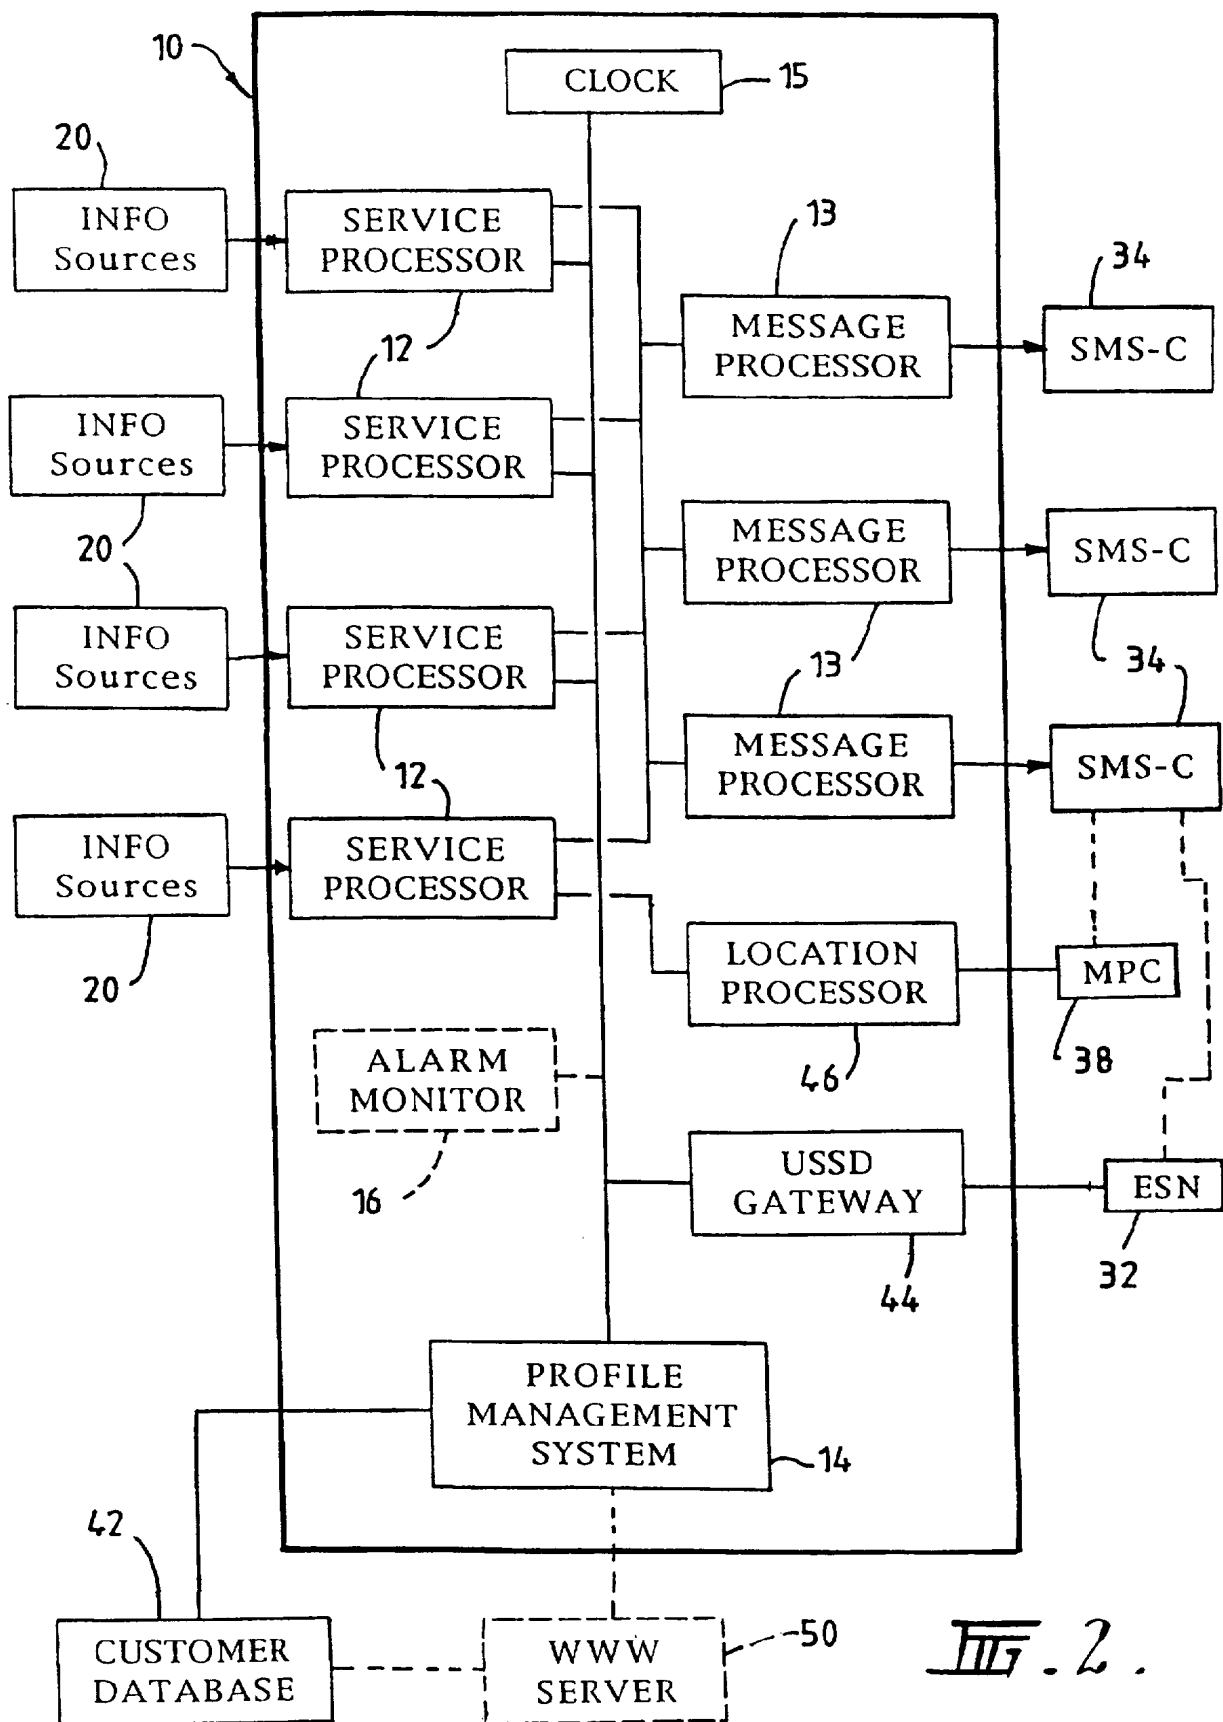 10
CLOCK
15
20
INFO
Sources
SERVICE
PROCESSOR
13
34
12
MESSAGE
PROCESSOR
SMS-C
INFO
Sources
SERVICE
PROCESSOR
20
MESSAGE
PROCESSOR
SMS-C
INFO
Sources
SERVICE
PROCESSOR
13
34
12
MESSAGE
PROCESSOR
SMS-C
INFO
Sources
SERVICE
PROCESSOR
20
LOCATION
PROCESSOR
MPC
46
38
ALARM
MONITOR
16
USSD
GATEWAY
ESN
44
32
PROFILE
MANAGEMENT
SYSTEM
14
42
CUSTOMER
DATABASE
WWW
SERVER
50
FIG. 2.